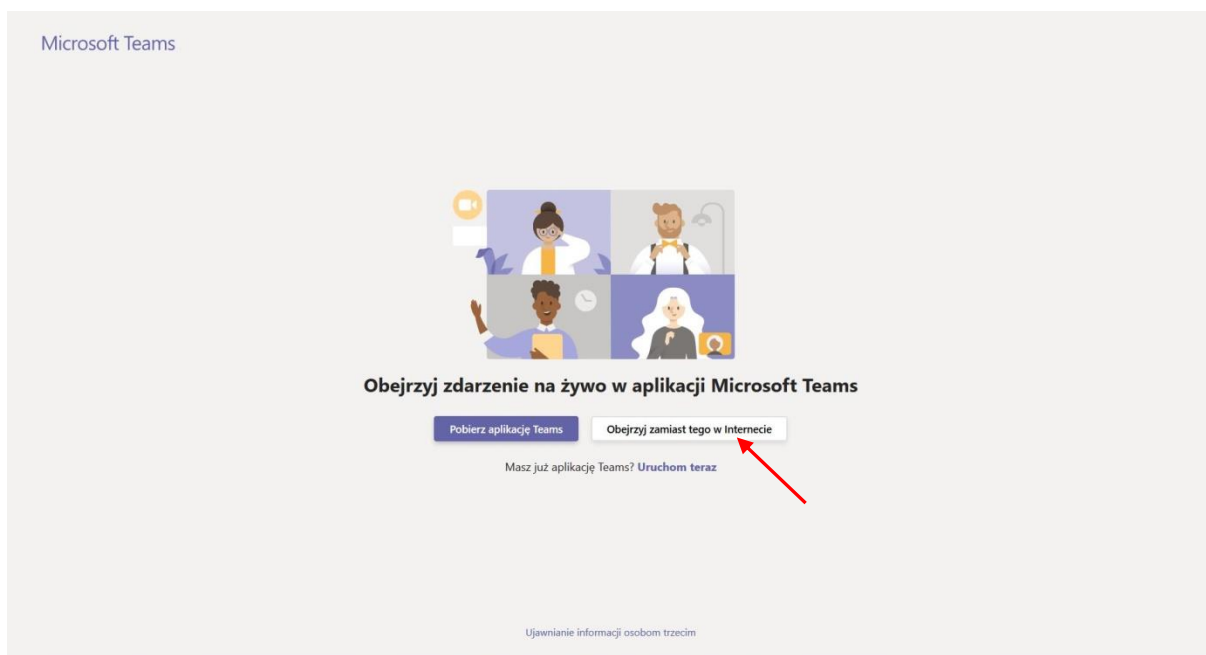 Microsoft Teams
Obejrzyj zdarzenie na żywo w aplikacji Microsoft Teams
Pobierz aplikację Teams
Obejrzyj zamiast tego w Internecie
Masz już aplikację Teams? Uruchom teraz
Ujawnianie informacji osobom trzecim